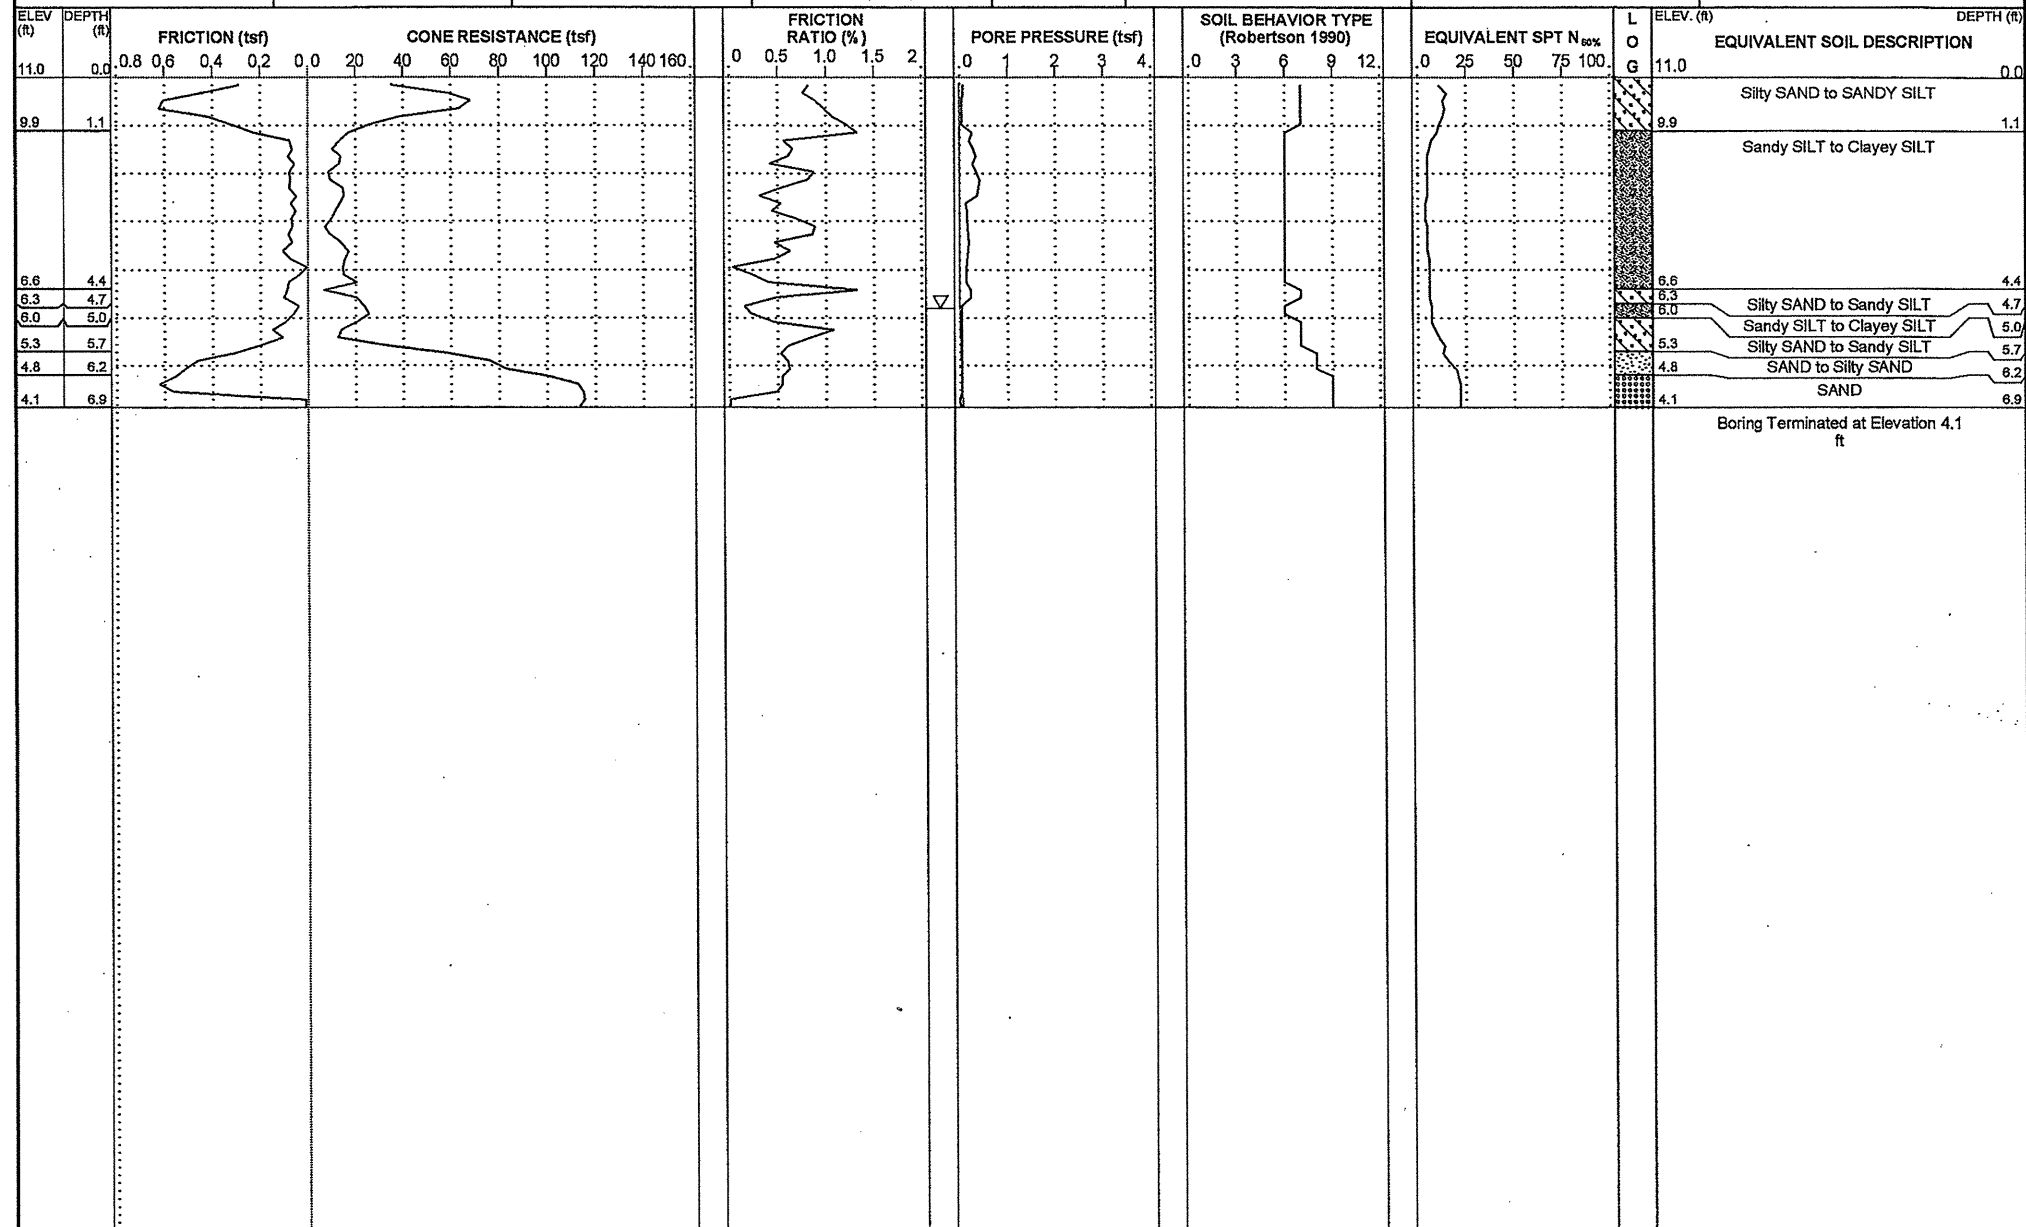 ELEV (ft)
DEPTH (ft)
11.0 0.0
9.9 1.1
6.6 4.4
6.3 4.7
6.0 5.0
5.3 5.7
4.8 6.2
4.1 6.9
FRICTION (tsf)
0.8 0.6 0.4 0.2 0.0
CONE RESISTANCE (tsf)
20 40 60 80 100 120 140 160
FRICTION
RATIO (%)
0 0.5 1.0 1.5 2
PORE PRESSURE (tsf)
0 1 2 3 4
SOIL BEHAVIOR TYPE
(Robertson 1990)
0 3 6 9 12
EQUIVALENT SPT N60%
0 25 50 75 100
L
O
G
ELEV. (ft) DEPTH (ft)
EQUIVALENT SOIL DESCRIPTION
11.0 0.0
Silty SAND to SANDY SILT
9.9 1.1
Sandy SILT to Clayey SILT
6.6 4.4
6.3 Silty SAND to Sandy SILT 4.7
6.0 Sandy SILT to Clayey SILT 5.0
5.3 Silty SAND to Sandy SILT 5.7
4.8 SAND to Silty SAND 6.2
SAND
4.1 6.9
Boring Terminated at Elevation 4.1
ft